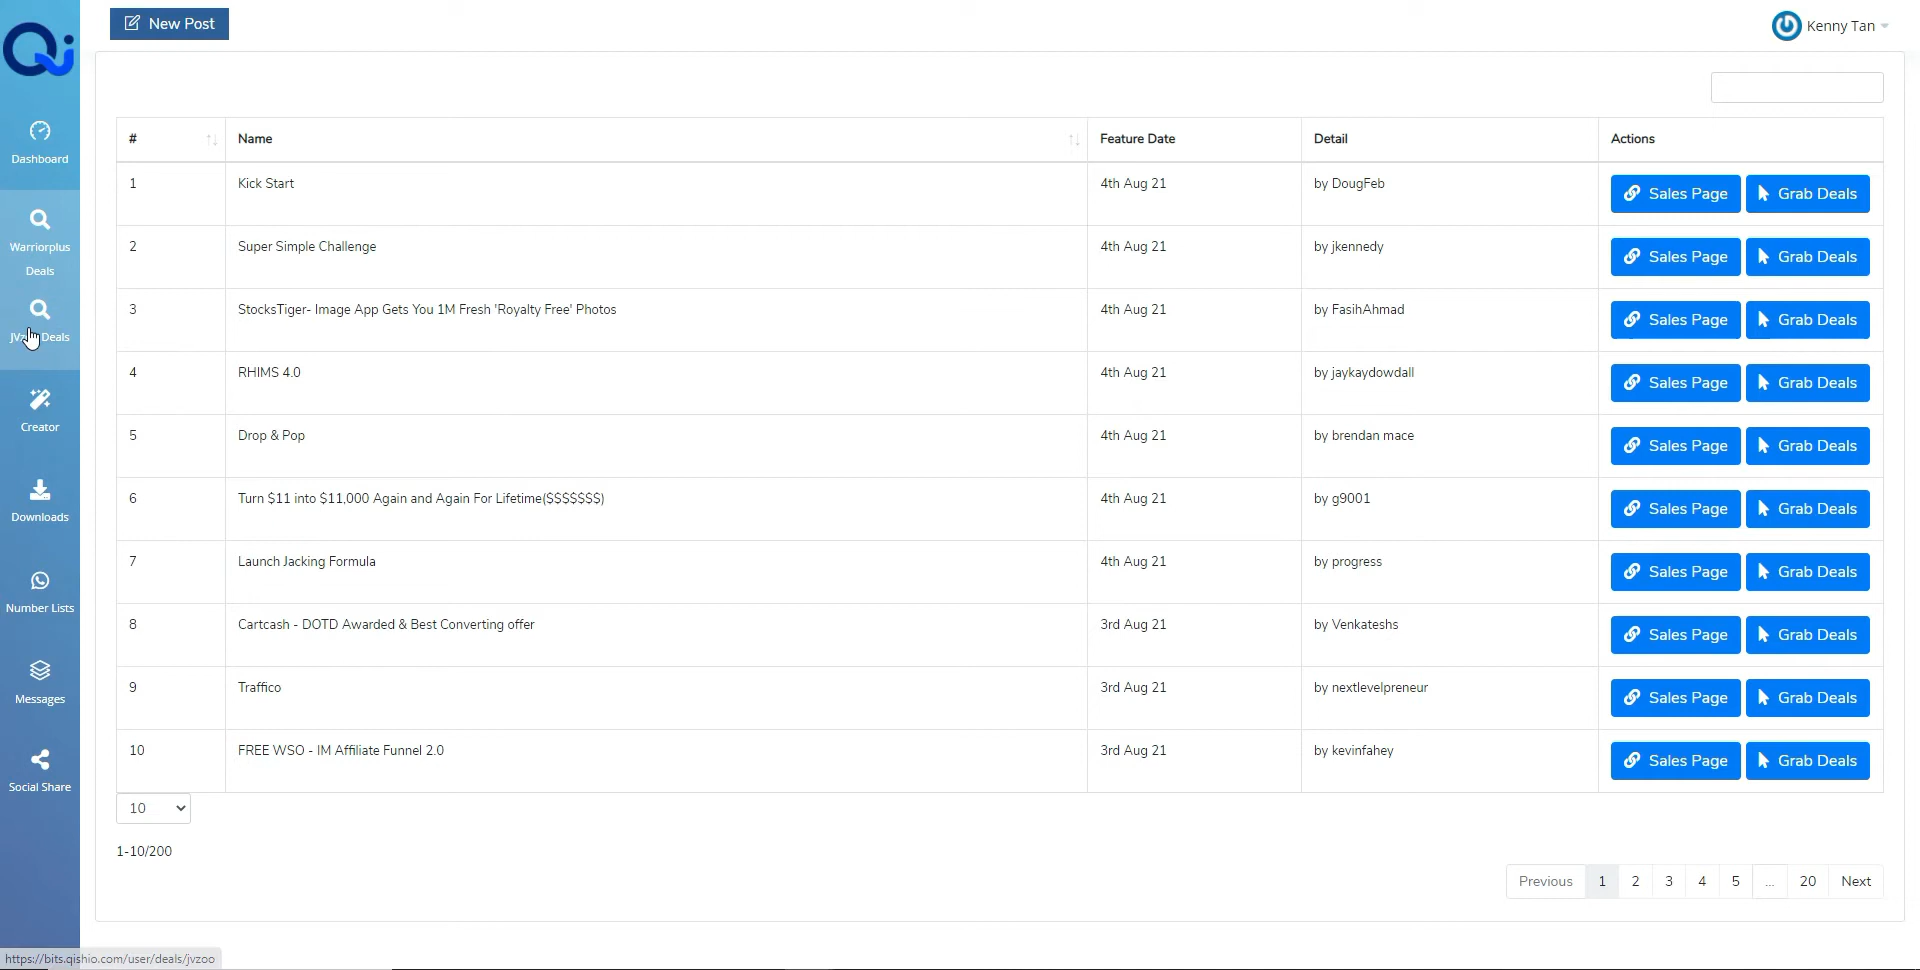 New Post
Kenny Tan
Dashboard
Warriorplus
Deals
Deals
Creator
Downloads
Number Lists
Messages
Social Share
# Name Feature Date Detail Actions
1 Kick Start 4th Aug 21 by DougFeb Sales Page Grab Deals
2 Super Simple Challenge 4th Aug 21 by jkennedy Sales Page Grab Deals
3 StocksTiger- Image App Gets You 1M Fresh 'Royalty Free' Photos 4th Aug 21 by FasihAhmad Sales Page Grab Deals
4 RHIMS 4.0 4th Aug 21 by jaykaydowdall Sales Page Grab Deals
5 Drop & Pop 4th Aug 21 by brendan mace Sales Page Grab Deals
6 Turn $11 into $11,000 Again and Again For Lifetime($$$$$$$) 4th Aug 21 by g9001 Sales Page Grab Deals
7 Launch Jacking Formula 4th Aug 21 by progress Sales Page Grab Deals
8 Cartcash - DOTD Awarded & Best Converting offer 3rd Aug 21 by Venkateshs Sales Page Grab Deals
9 Traffico 3rd Aug 21 by nextlevelpreneur Sales Page Grab Deals
10 FREE WSO - IM Affiliate Funnel 2.0 3rd Aug 21 by kevinfahey Sales Page Grab Deals
10
1-10/200
Previous 1 2 3 4 5 ... 20 Next
https://bits.qishio.com/user/deals/jvzoo